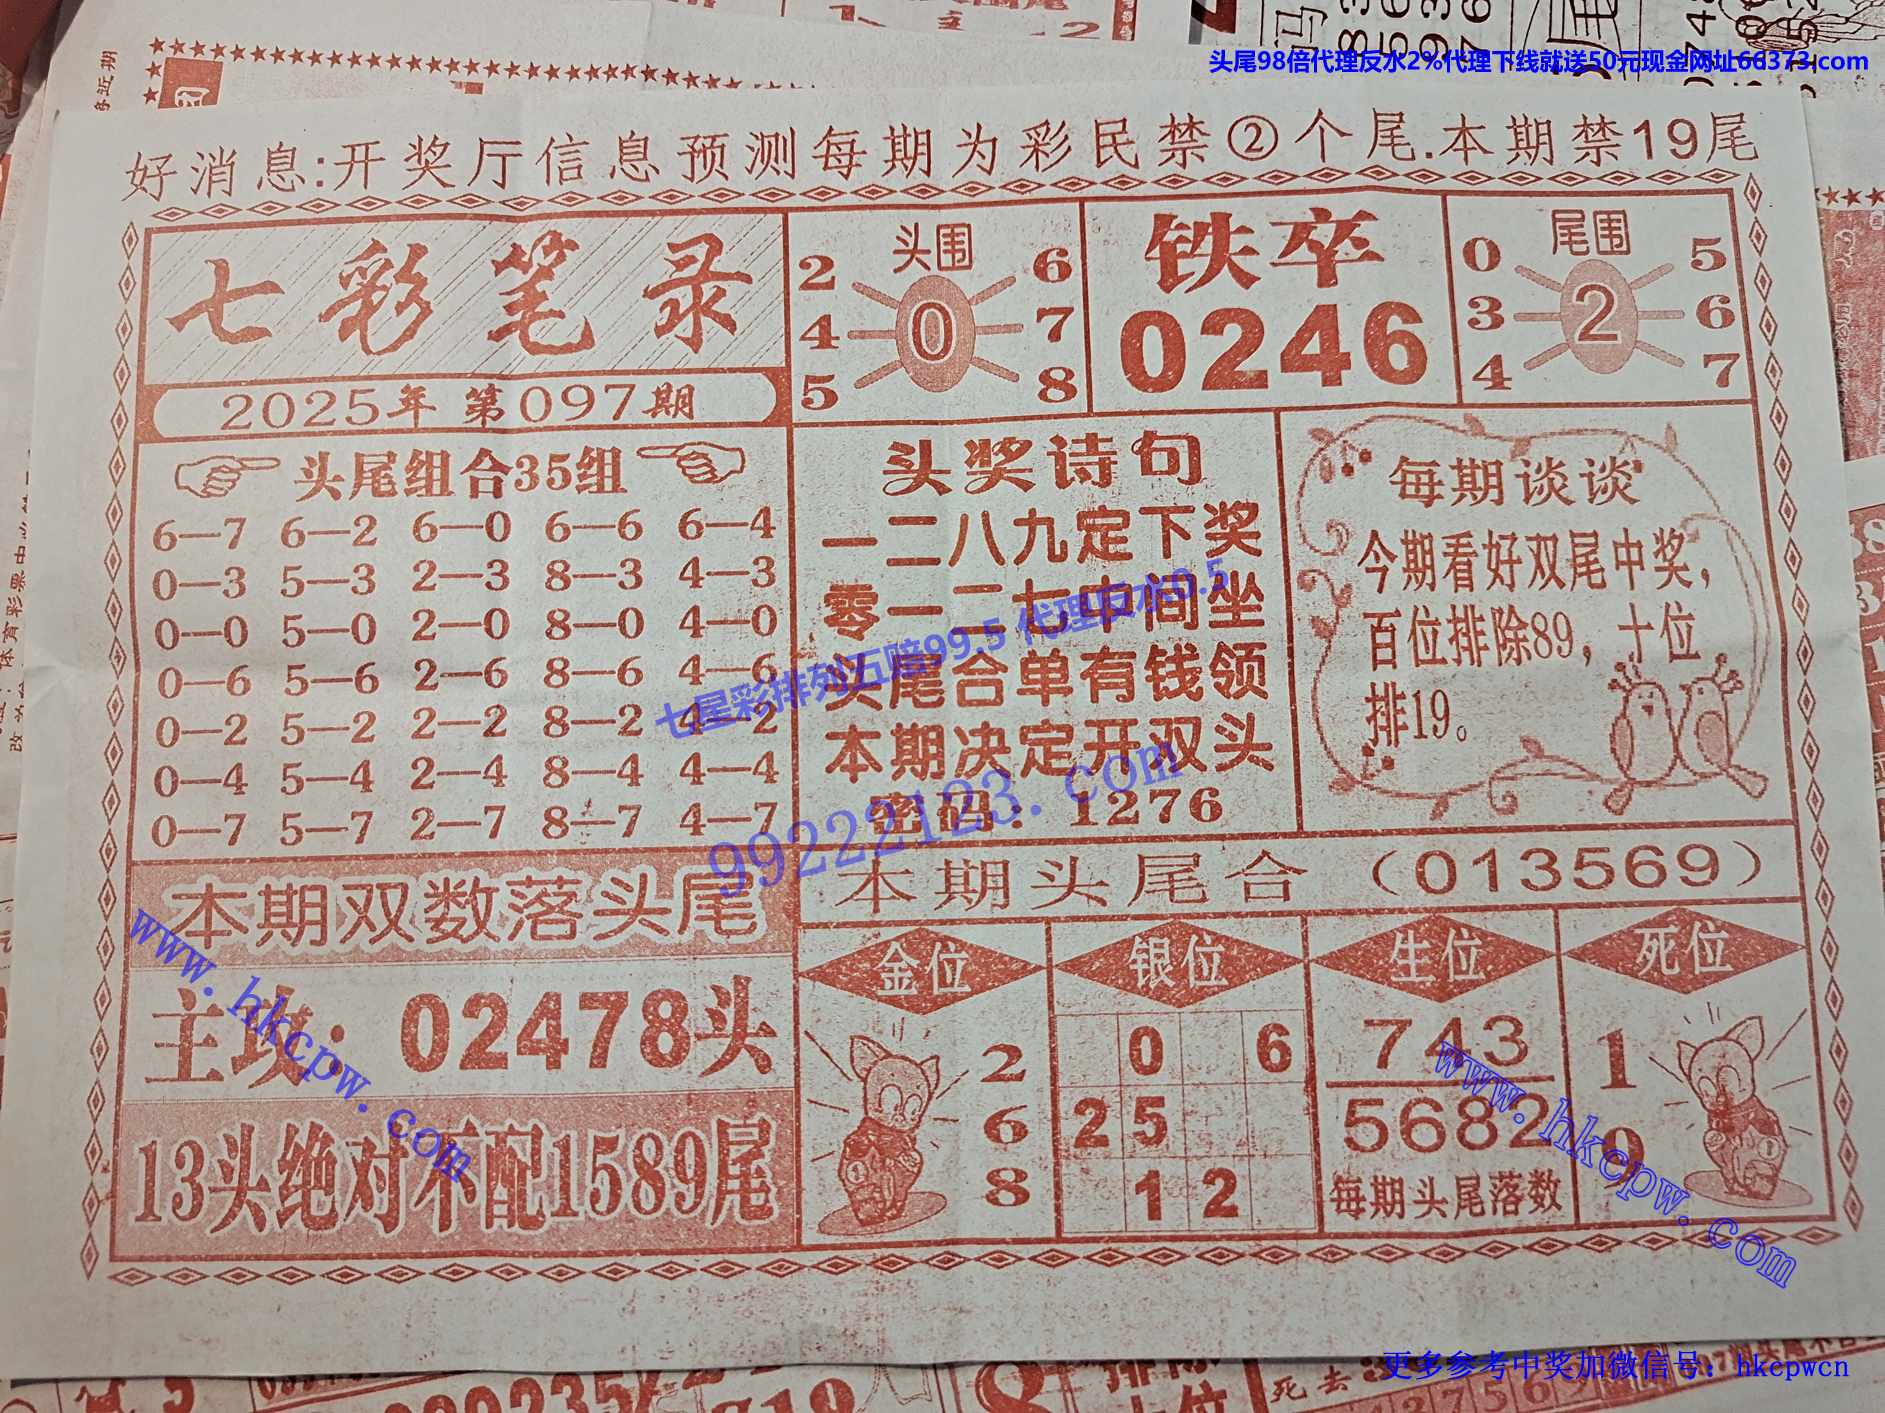 头尾98倍代理反水2%代理下线就送50元现金网址66373.com
好消息:开奖厅信息预测每期为彩民禁②个尾.本期禁19尾
七彩笔录
2025年 第097期
头围
2 6
4 0 7
5 8
铁卒
0246
尾围
0 5
3 2 6
4 7
头尾组合35组
6—7 6—2 6—0 6—6 6—4
0—3 5—3 2—3 8—3 4—3
0—0 5—0 2—0 8—0 4—0
0—6 5—6 2—6 8—6 4—6
0—2 5—2 2—2 8—2 4—2
0—4 5—4 2—4 8—4 4—4
0—7 5—7 2—7 8—7 4—7
头奖诗句
一二八九定下奖
零一二七中间坐
头尾合单有钱领
本期决定开双头
密码:1276
每期谈谈
今期看好双尾中奖,
百位排除89,十位
排19。
七星彩排列五赔99.5 代理反水0.5
99222123.com
本期双数落头尾
主攻:02478头
13头绝对不配1589尾
本期头尾合(013569)
金位
2
6
8
银位
0 6
2 5
1 2
生位
743
5682
每期头尾落数
死位
1
9
www.hkcpw.com
www.hkcpw.com
更多参考中奖加微信号:hkcpwcn